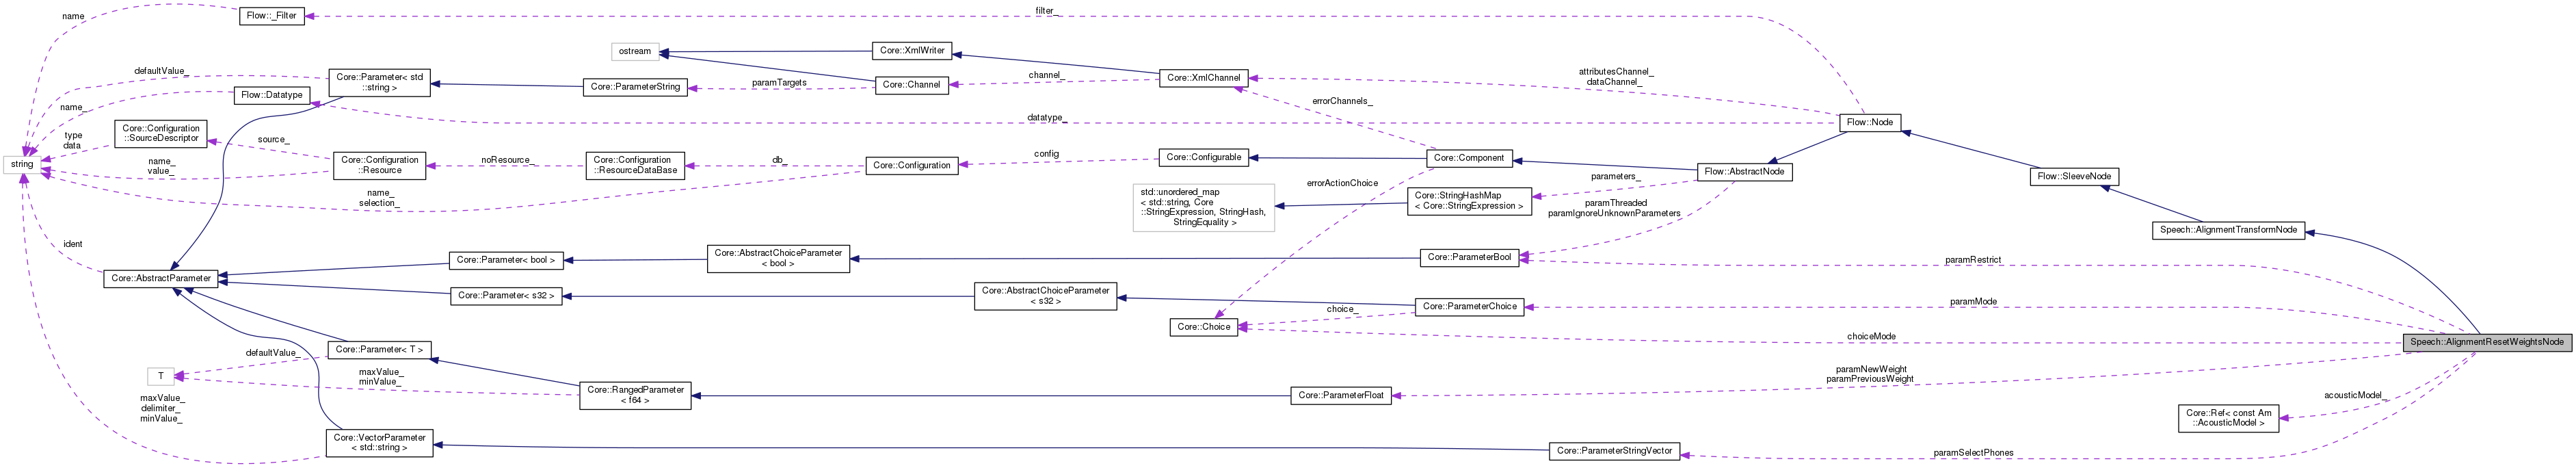 name
Flow::_Filter
filter_
ostream
Core::XmlWriter
defaultValue_
Core::Parameter< std
::string >
Core::ParameterString
paramTargets
Core::Channel
channel_
Core::XmlChannel
attributesChannel_
dataChannel_
Flow::Datatype
name_
errorChannels_
datatype_
Flow::Node
type
data
Core::Configuration
::SourceDescriptor
source_
string
name_
value_
Core::Configuration
::Resource
noResource_
Core::Configuration
::ResourceDataBase
db_
Core::Configuration
config
Core::Configurable
Core::Component
Flow::AbstractNode
Flow::SleeveNode
name_
selection_
errorActionChoice
parameters_
std::unordered_map
< std::string, Core
::StringExpression, StringHash,
StringEquality >
Core::StringHashMap
< Core::StringExpression >
paramThreaded
paramIgnoreUnknownParameters
Speech::AlignmentTransformNode
ident
Core::AbstractParameter
Core::Parameter< bool >
Core::AbstractChoiceParameter
< bool >
Core::ParameterBool
paramRestrict
Core::Parameter< s32 >
Core::AbstractChoiceParameter
< s32 >
Core::ParameterChoice
paramMode
choice_
Core::Choice
choiceMode
Speech::AlignmentResetWeightsNode
Core::Parameter< T >
defaultValue_
T
maxValue_
minValue_
Core::RangedParameter
< f64 >
Core::ParameterFloat
paramNewWeight
paramPreviousWeight
maxValue_
delimiter_
minValue_
acousticModel_
Core::Ref< const Am
::AcousticModel >
Core::VectorParameter
< std::string >
Core::ParameterStringVector
paramSelectPhones